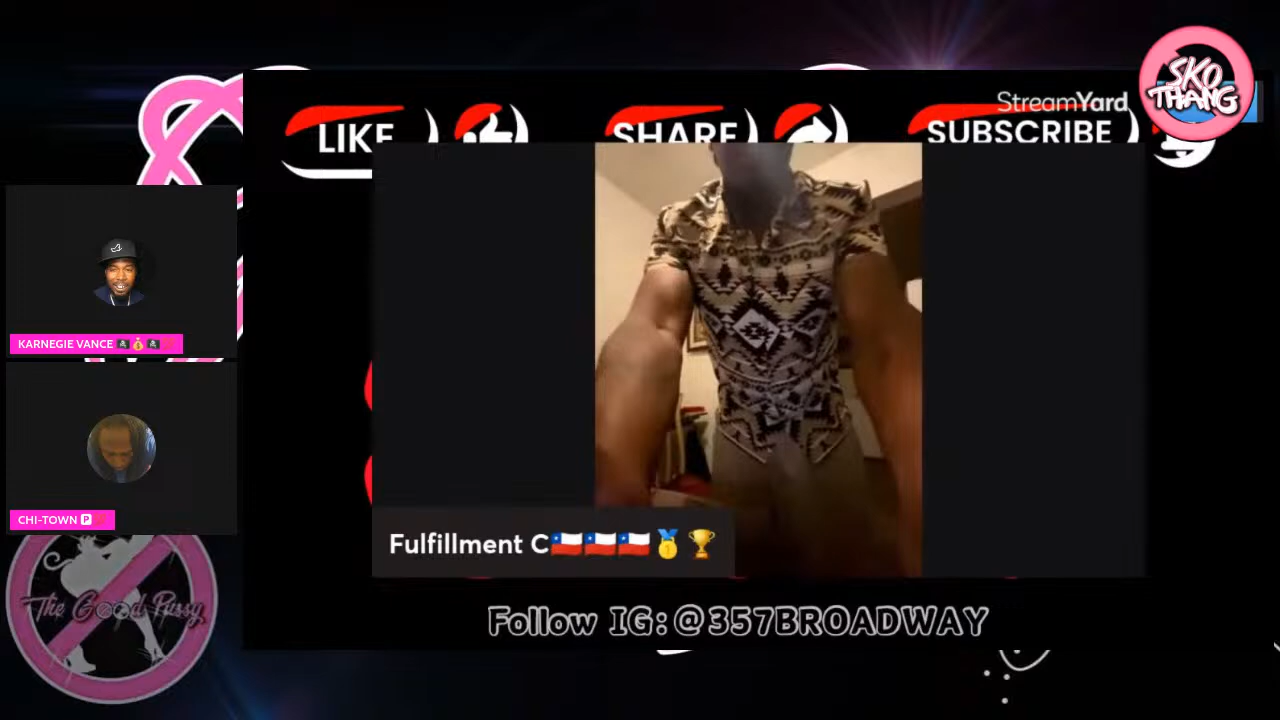 SKO
THANG
StreamYard
LIKE
SHARE
SUBSCRIBE
KARNEGIE VANCE 🏴‍☠️💰🏴‍☠️💯
CHI-TOWN 🅿️💯
Fulfillment C🇨🇱🇨🇱🇨🇱🥇🏆
The Good Pussy
Follow IG:@357BROADWAY